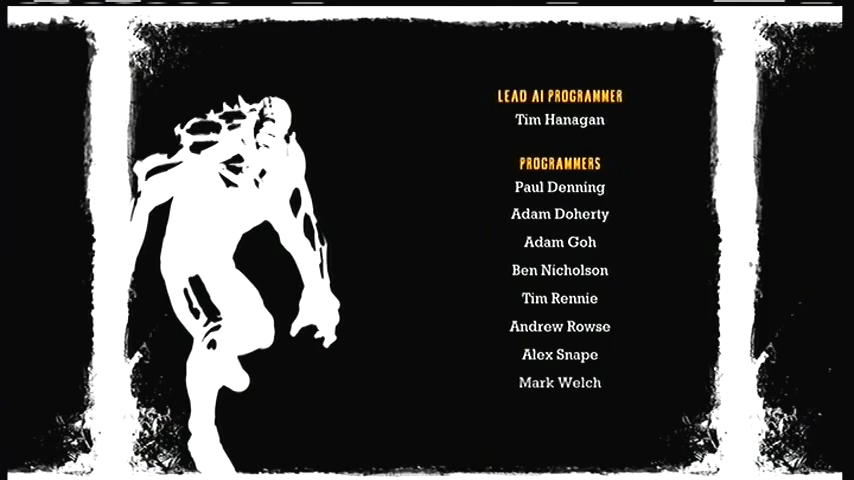 LEAD AI PROGRAMMER
Tim Hanagan
PROGRAMMERS
Paul Denning
Adam Doherty
Adam Goh
Ben Nicholson
Tim Rennie
Andrew Rowse
Alex Snape
Mark Welch